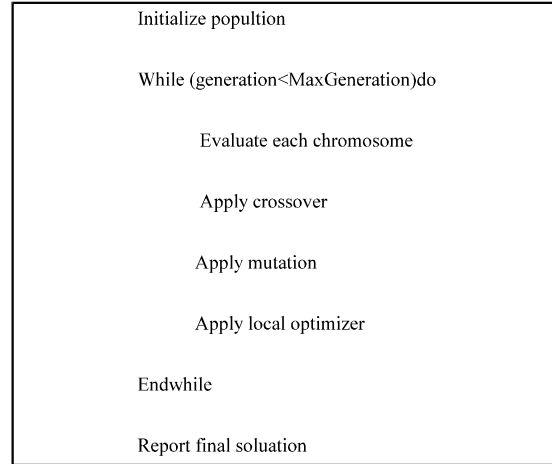 Initialize popultion
While (generation<MaxGeneration)do
Evaluate each chromosome
Apply crossover
Apply mutation
Apply local optimizer
Endwhile
Report final soluation